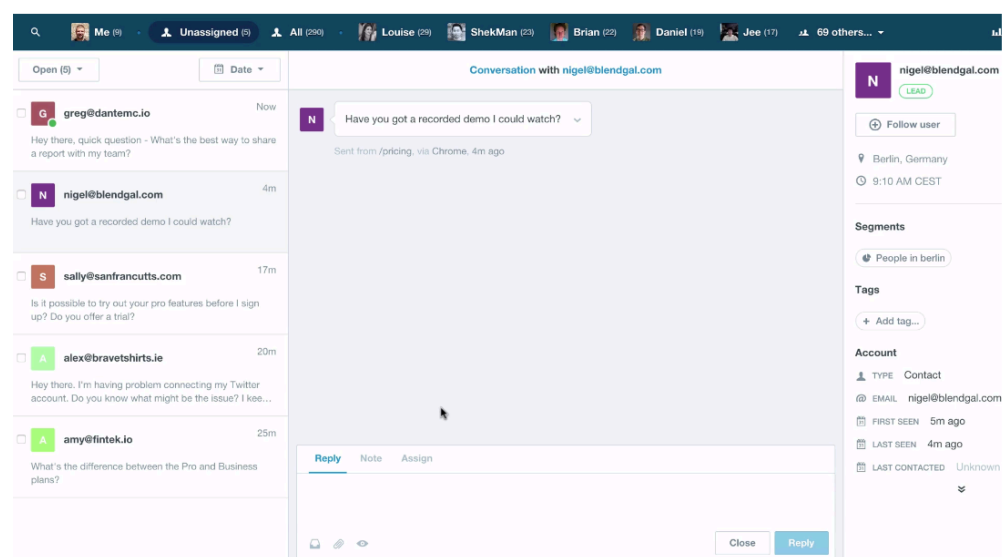 Me (9)
Unassigned (5)
All (290)
Louise (29)
ShekMan (23)
Brian (22)
Daniel (19)
Jee (17)
69 others...
Open (5)
Date
G
greg@dantemc.io
Now
Hey there, quick question - What's the best way to share
a report with my team?
N
nigel@blendgal.com
4m
Have you got a recorded demo I could watch?
S
sally@sanfrancutts.com
17m
Is it possible to try out your pro features before I sign
up? Do you offer a trial?
A
alex@bravetshirts.ie
20m
Hey there. I'm having problem connecting my Twitter
account. Do you know what might be the issue? I kee...
A
amy@fintek.io
25m
What's the difference between the Pro and Business
plans?
Conversation with nigel@blendgal.com
N
Have you got a recorded demo I could watch?
Sent from /pricing, via Chrome, 4m ago
Reply
Note
Assign
Close
Reply
N
nigel@blendgal.com
LEAD
Follow user
Berlin, Germany
9:10 AM CEST
Segments
People in berlin
Tags
+ Add tag...
Account
TYPE Contact
@ EMAIL nigel@blendgal.com
FIRST SEEN 5m ago
LAST SEEN 4m ago
LAST CONTACTED Unknown